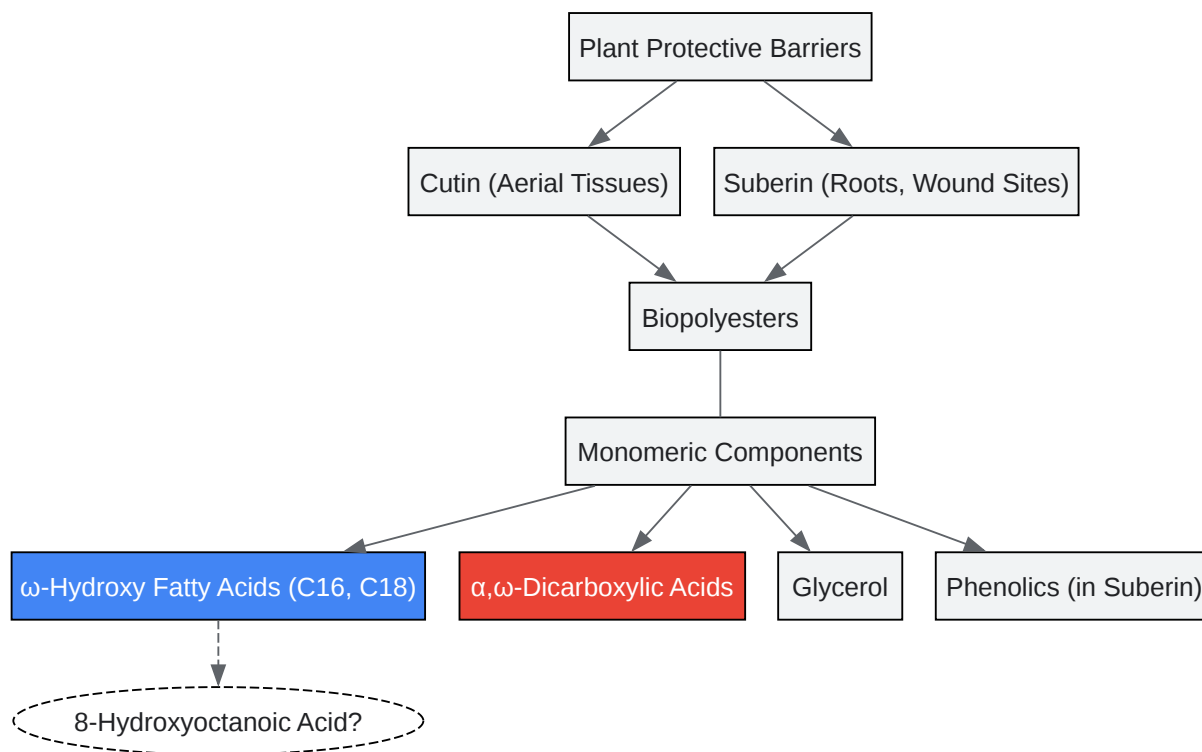 Plant Protective Barriers
Cutin (Aerial Tissues)
Suberin (Roots, Wound Sites)
Biopolyesters
Monomeric Components
ω-Hydroxy Fatty Acids (C16, C18)
α,ω-Dicarboxylic Acids
Glycerol
Phenolics (in Suberin)
8-Hydroxyoctanoic Acid?